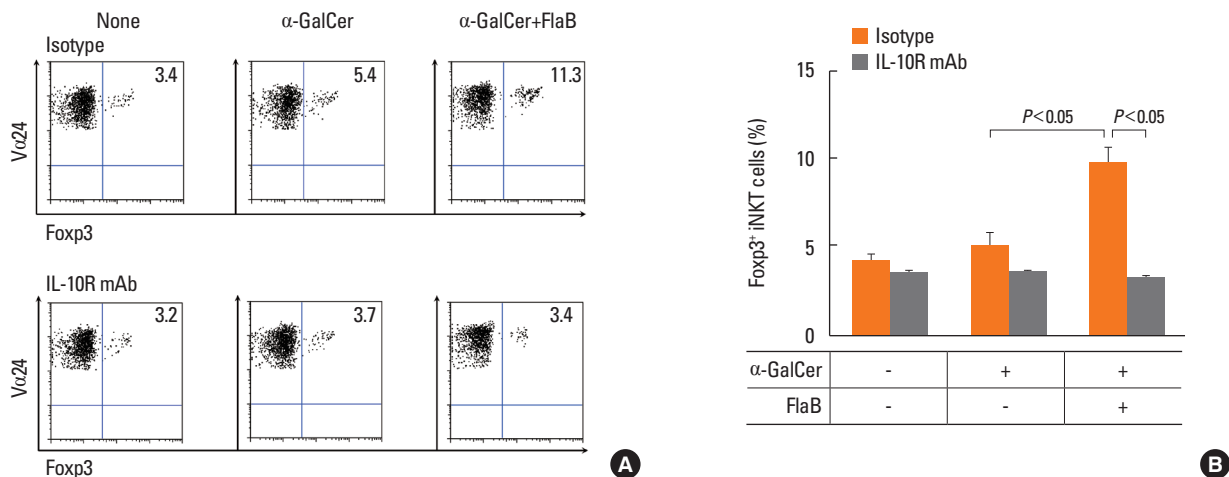 None α-GalCer α-GalCer+FlaB
Isotype
3.4 5.4 11.3
Vα24
Foxp3
IL-10R mAb
3.2 3.7 3.4
Vα24
Foxp3
A
Isotype
IL-10R mAb
Foxp3⁺ iNKT cells (%)
15
10
5
0
P<0.05 P<0.05
α-GalCer - + +
FlaB - - +
B